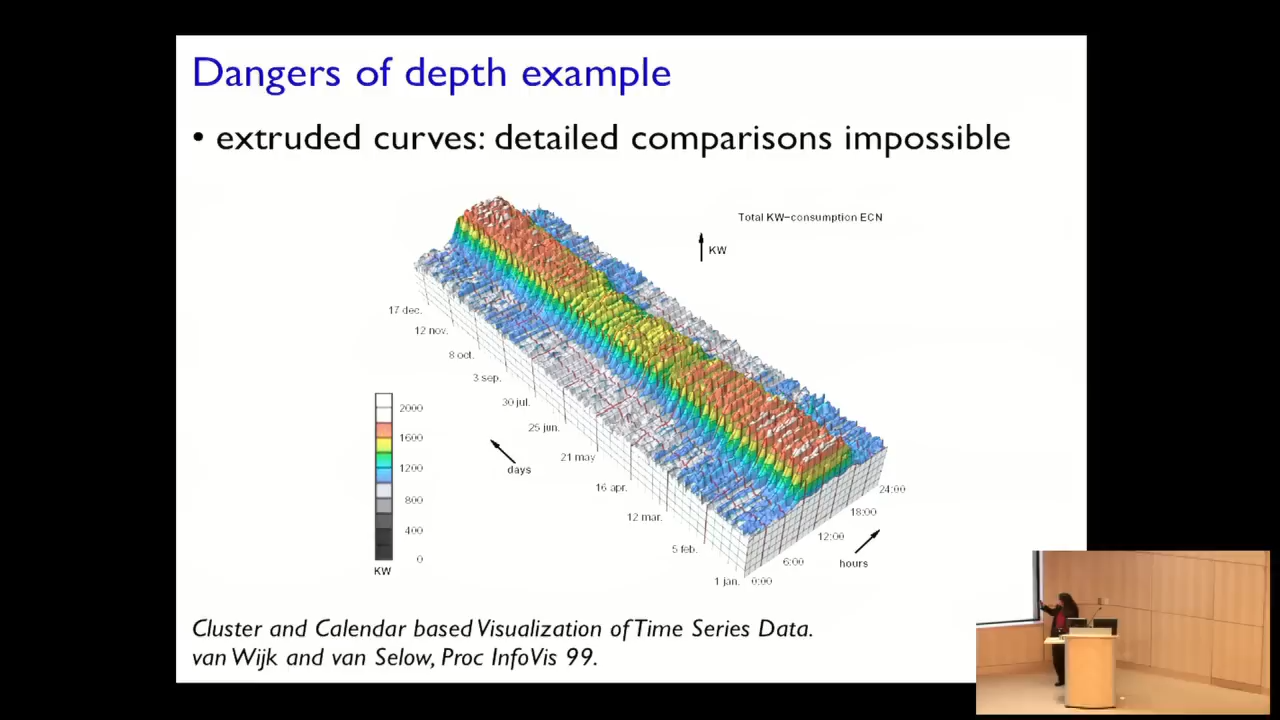 Dangers of depth example
• extruded curves: detailed comparisons impossible
Total KW-consumption ECN
KW
17 dec.
12 nov.
8 oct.
3 sep.
30 jul.
25 jun.
21 may
16 apr.
12 mar.
5 feb.
1 jan.
days
0:00
6:00
12:00
18:00
24:00
hours
2000
1600
1200
800
400
0
KW
Cluster and Calendar based Visualization of Time Series Data.
van Wijk and van Selow, Proc InfoVis 99.